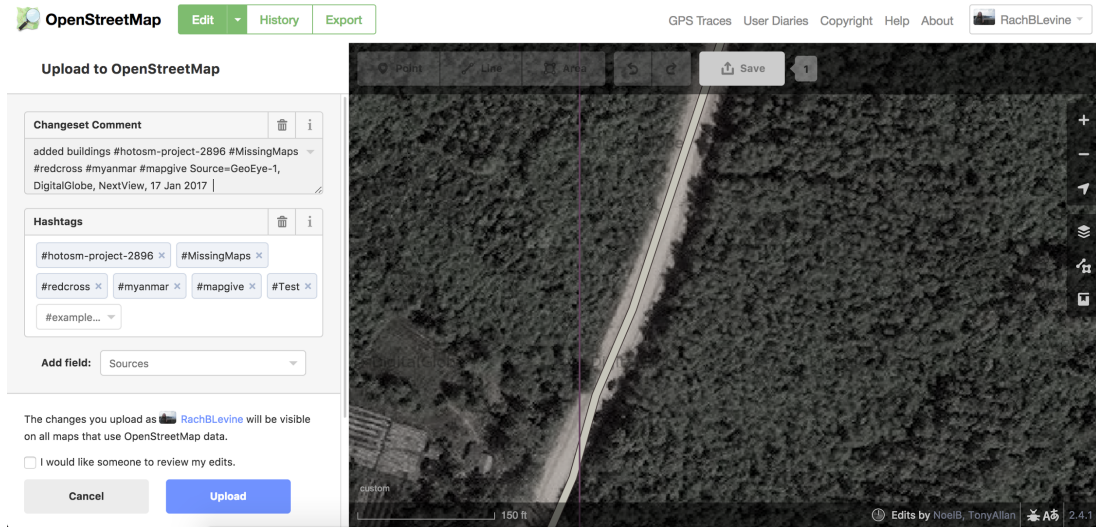 OpenStreetMap
Edit
History
Export
GPS Traces
User Diaries
Copyright
Help
About
RachBLevine
Upload to OpenStreetMap
Changeset Comment
added buildings #hotosm-project-2896 #MissingMaps
#redcross #myanmar #mapgive Source=GeoEye-1,
DigitalGlobe, NextView, 17 Jan 2017
Hashtags
#hotosm-project-2896 ×
#MissingMaps ×
#redcross ×
#myanmar ×
#mapgive ×
#Test ×
#example...
Add field:
Sources
The changes you upload as RachBLevine will be visible
on all maps that use OpenStreetMap data.
I would like someone to review my edits.
Cancel
Upload
Point
Line
Area
Save
1
custom
150 ft
Edits by NoelB, TonyAllan
Aあ
2.4.1